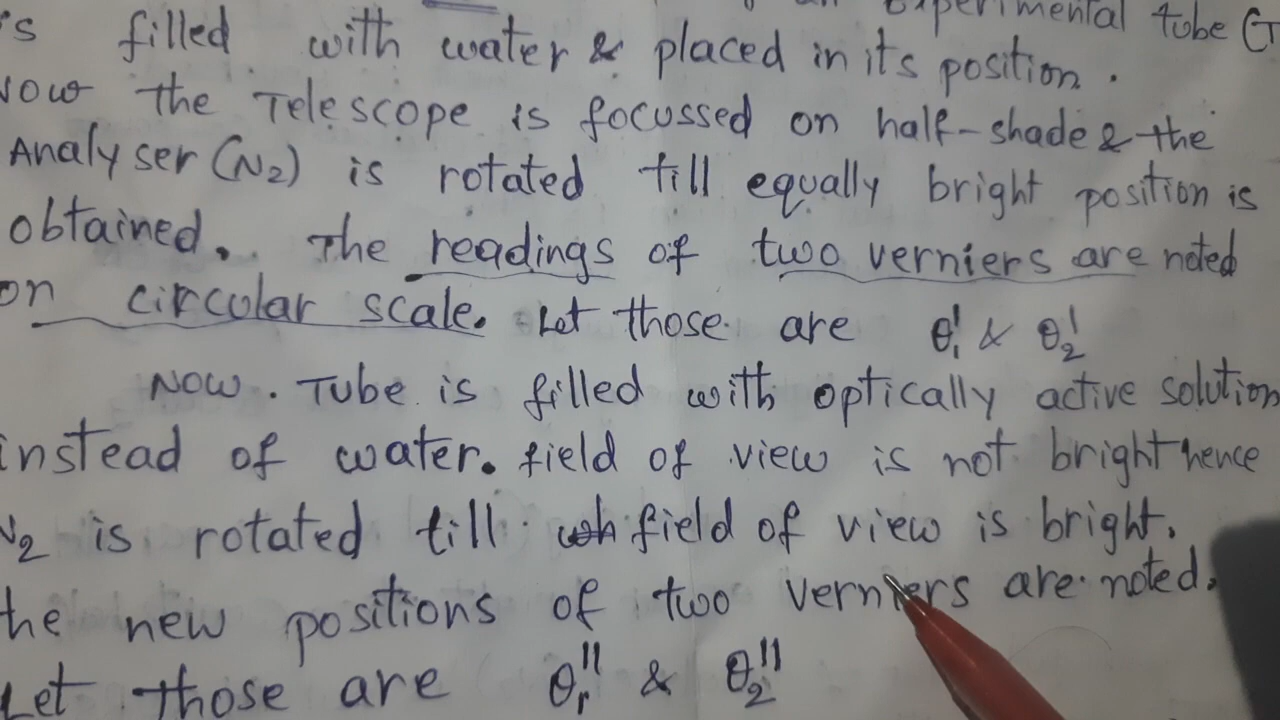 experimental tube (T
is filled with water & placed in its position.
Now the Telescope is focussed on half-shade & the
Analyser (N₂) is rotated till equally bright position is
obtained. The readings of two verniers are noted
on circular scale. Let those are θ₁' & θ₂'
Now. Tube is filled with optically active solution
instead of water. field of view is not bright hence
N₂ is rotated till field of view is bright.
the new positions of two verniers are noted.
Let those are θ₁'' & θ₂''